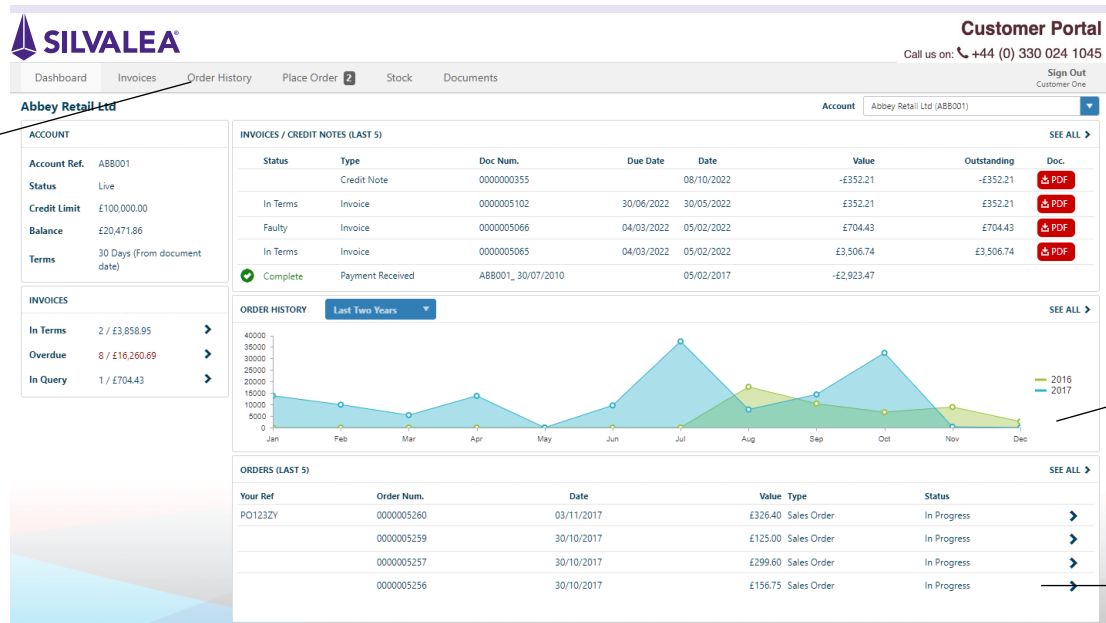 SILVALEA®
Customer Portal
Call us on: +44 (0) 330 024 1045
Dashboard Invoices Order History Place Order 2 Stock Documents
Sign Out
Customer One
Abbey Retail Ltd
Account Abbey Retail Ltd (ABB001)
ACCOUNT
Account Ref. ABB001
Status Live
Credit Limit £100,000.00
Balance £20,471.86
Terms 30 Days (From document
date)
INVOICES
In Terms 2 / £3,858.95
Overdue 8 / £16,260.69
In Query 1 / £704.43
INVOICES / CREDIT NOTES (LAST 5) SEE ALL
Status Type Doc Num. Due Date Date Value Outstanding Doc.
Credit Note 0000000355 08/10/2022 -£352.21 -£352.21 PDF
In Terms Invoice 0000005102 30/06/2022 30/05/2022 £352.21 £352.21 PDF
Faulty Invoice 0000005066 04/03/2022 05/02/2022 £704.43 £704.43 PDF
In Terms Invoice 0000005065 04/03/2022 05/02/2022 £3,506.74 £3,506.74 PDF
Complete Payment Received ABB001_ 30/07/2010 05/02/2017 -£2,923.47
ORDER HISTORY Last Two Years SEE ALL
40000
35000
30000
25000
20000
15000
10000
5000
0
Jan Feb Mar Apr May Jun Jul Aug Sep Oct Nov Dec
2016
2017
ORDERS (LAST 5) SEE ALL
Your Ref Order Num. Date Value Type Status
PO123ZY 0000005260 03/11/2017 £326.40 Sales Order In Progress
0000005259 30/10/2017 £125.00 Sales Order In Progress
0000005257 30/10/2017 £299.60 Sales Order In Progress
0000005256 30/10/2017 £156.75 Sales Order In Progress